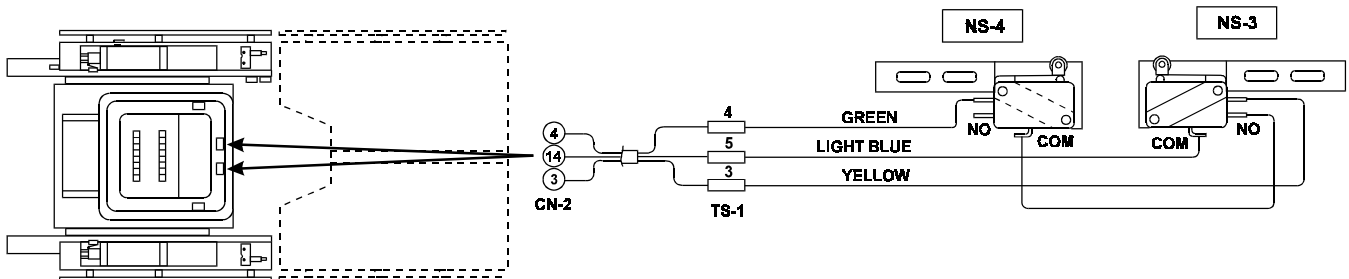 NS-4
NS-3
4
GREEN
NO
COM
COM
NO
4
14
3
5
LIGHT BLUE
3
YELLOW
CN-2
TS-1